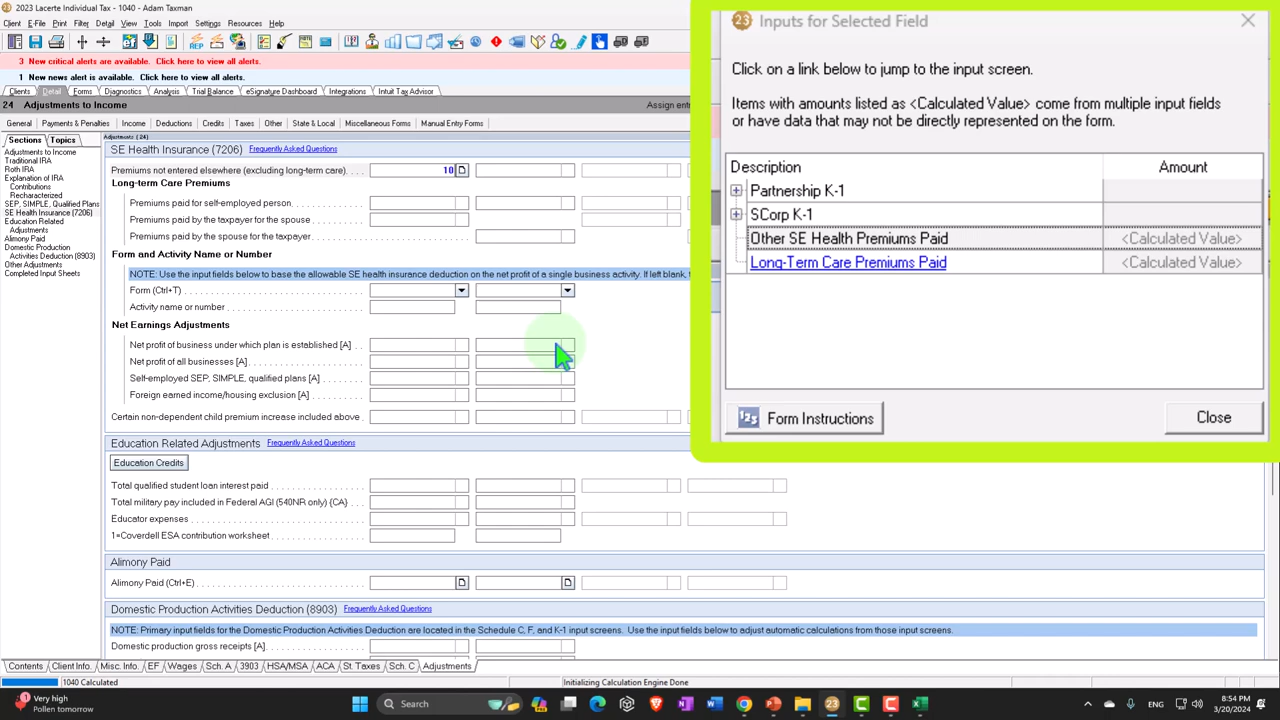 2023 Lacerte Individual Tax - 1040 - Adam Taxman
Client E-File Print Filter Detail View Tools Import Settings Resources Help
3 New critical alerts are available. Click here to view all alerts.
1 New news alert is available. Click here to view all alerts.
Clients Detail Forms Diagnostics Analysis Trial Balance eSignature Dashboard Integrations Intuit Tax Advisor
24 Adjustments to Income
General Payments & Penalties Income Deductions Credits Taxes Other State & Local Miscellaneous Forms Manual Entry Forms
Sections Topics
Adjustments to Income
Traditional IRA
Roth IRA
Explanation of IRA
Contributions
Recharacterized
SEP, SIMPLE, Qualified Plans
SE Health Insurance (7206)
Education Related
Adjustments
Alimony Paid
Domestic Production
Activities Deduction (8903)
Other Adjustments
Completed Input Sheets
Adjustments (24)
SE Health Insurance (7206) Frequently Asked Questions
Premiums not entered elsewhere (excluding long-term care) 10
Long-term Care Premiums
Premiums paid for self-employed person
Premiums paid by the taxpayer for the spouse
Premiums paid by the spouse for the taxpayer
Form and Activity Name or Number
NOTE: Use the input fields below to base the allowable SE health insurance deduction on the net profit of a single business activity. If left blank,
Form (Ctrl+T)
Activity name or number
Net Earnings Adjustments
Net profit of business under which plan is established [A]
Net profit of all businesses [A]
Self-employed SEP, SIMPLE, qualified plans [A]
Foreign earned income/housing exclusion [A]
Certain non-dependent child premium increase included above
Education Related Adjustments Frequently Asked Questions
Education Credits
Total qualified student loan interest paid
Total military pay included in Federal AGI (540NR only) {CA}
Educator expenses
1=Coverdell ESA contribution worksheet
Alimony Paid
Alimony Paid (Ctrl+E)
Domestic Production Activities Deduction (8903) Frequently Asked Questions
NOTE: Primary input fields for the Domestic Production Activities Deduction are located in the Schedule C, F, and K-1 input screens. Use the input fields below to adjust automatic calculations from those input screens.
Domestic production gross receipts [A]
Contents Client Info. Misc. Info. EF Wages Sch. A 3903 HSA/MSA ACA St. Taxes Sch. C Adjustments
1040 Calculated Initializing Calculation Engine Done
Very high
Pollen tomorrow
Search
ENG
8:54 PM
3/20/2024
Inputs for Selected Field
Click on a link below to jump to the input screen.
Items with amounts listed as <Calculated Value> come from multiple input fields
or have data that may not be directly represented on the form.
Description Amount
Partnership K-1
SCorp K-1
Other SE Health Premiums Paid <Calculated Value>
Long-Term Care Premiums Paid <Calculated Value>
Form Instructions Close